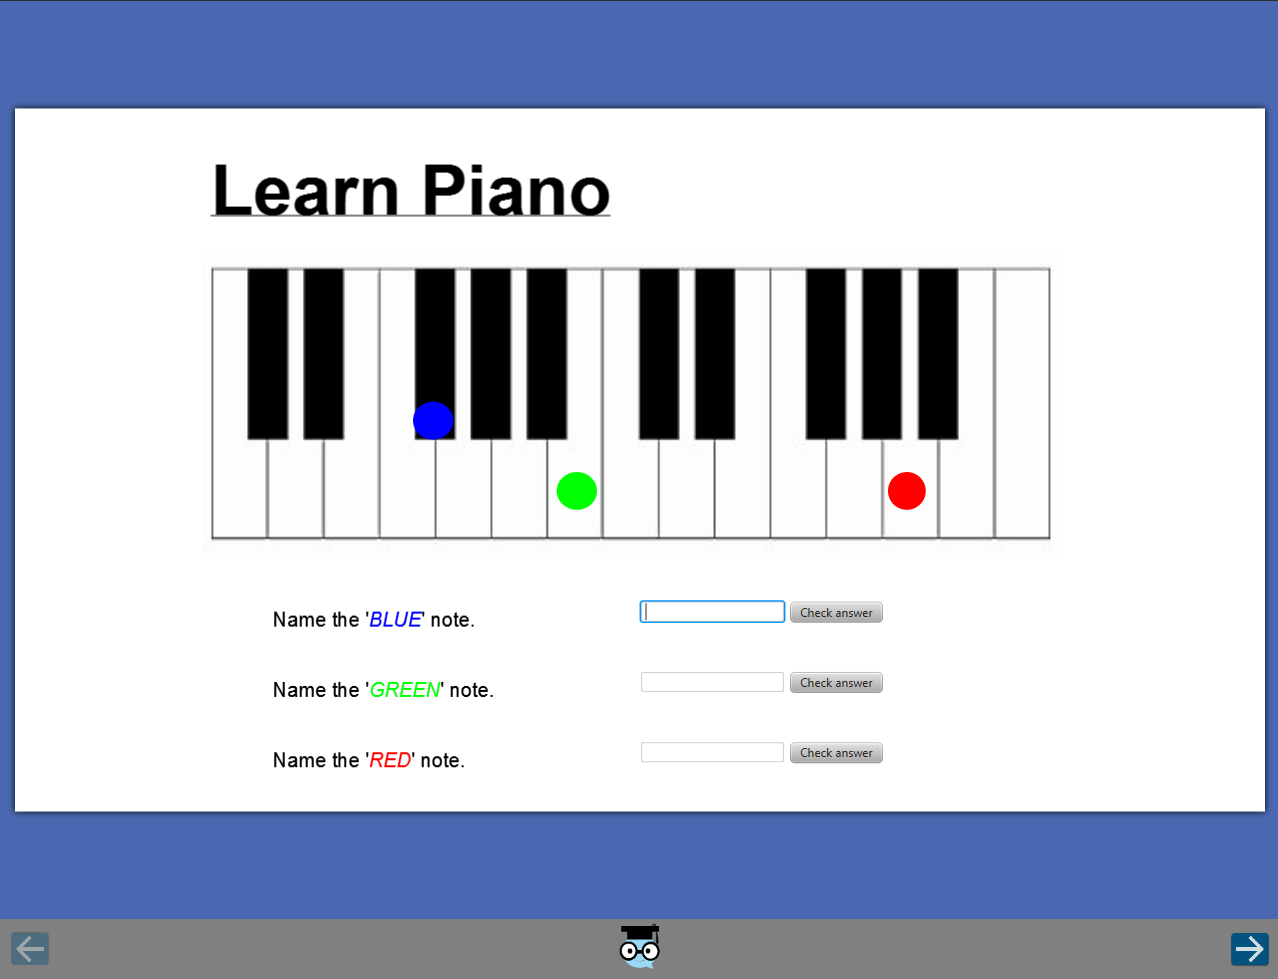 Learn Piano
Name the 'BLUE' note.
Check answer
Name the 'GREEN' note.
Check answer
Name the 'RED' note.
Check answer